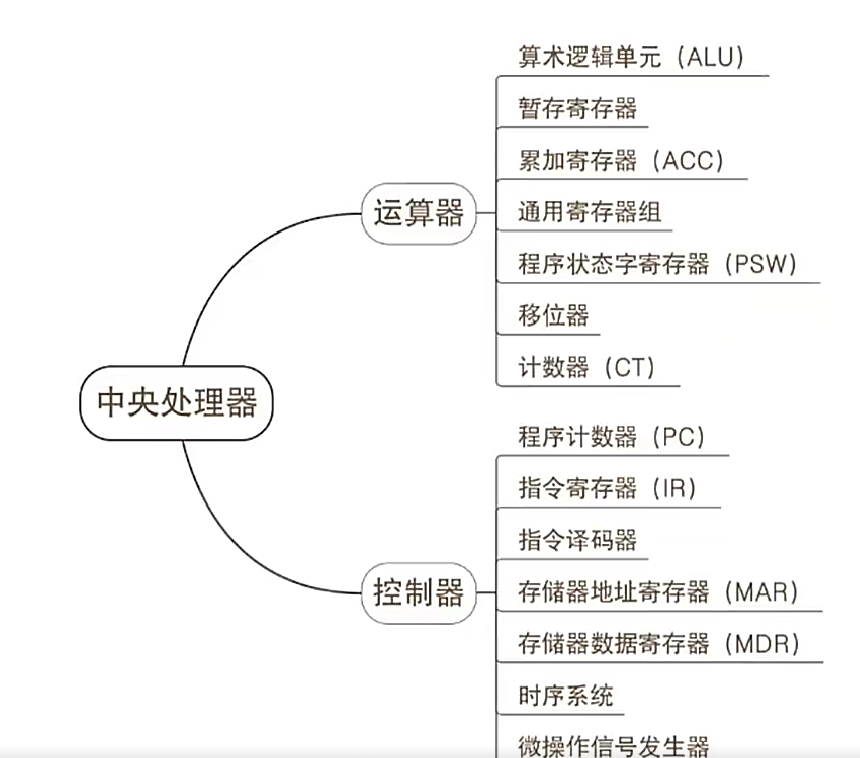 中央处理器
运算器
算术逻辑单元（ALU）
暂存寄存器
累加寄存器（ACC）
通用寄存器组
程序状态字寄存器（PSW）
移位器
计数器（CT）
控制器
程序计数器（PC）
指令寄存器（IR）
指令译码器
存储器地址寄存器（MAR）
存储器数据寄存器（MDR）
时序系统
微操作信号发生器